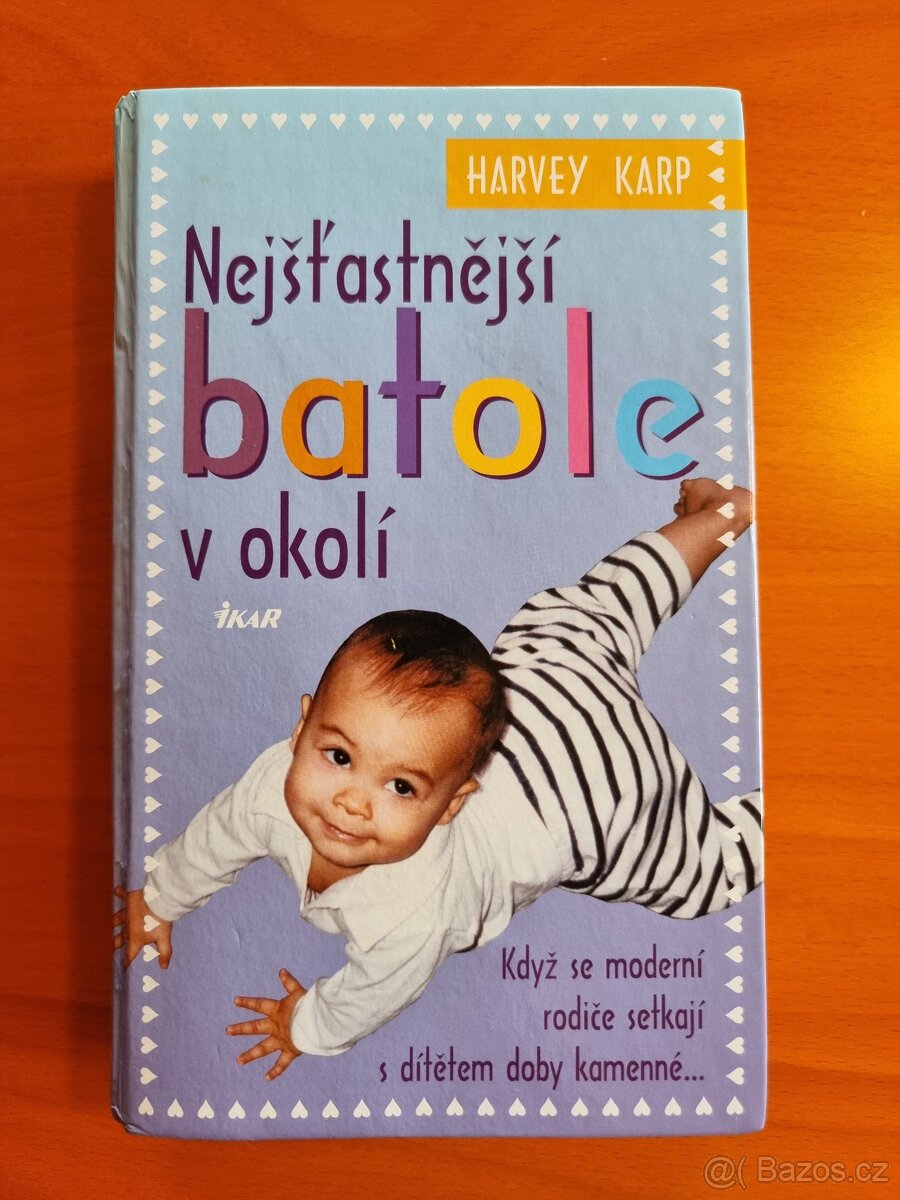 HARVEY KARP
Nejšťastnější
batole
v okolí
iKAR
Když se moderní
rodiče setkají
s dítětem doby kamenné...
@( Bazos.cz